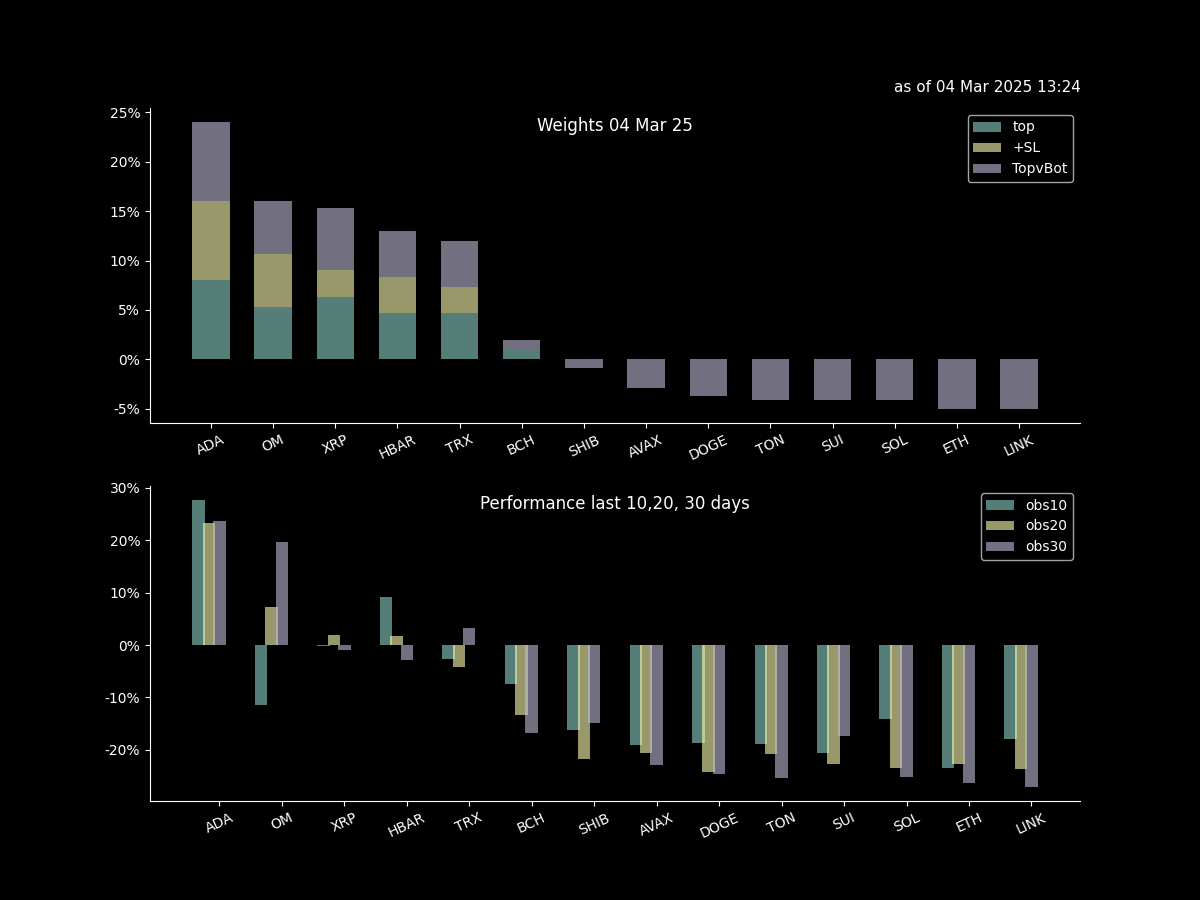 as of 04 Mar 2025 13:24
Weights 04 Mar 25
top
+SL
TopvBot
25%
20%
15%
10%
5%
0%
-5%
ADA OM XRP HBAR TRX BCH SHIB AVAX DOGE TON SUI SOL ETH LINK
Performance last 10,20, 30 days
obs10
obs20
obs30
30%
20%
10%
0%
-10%
-20%
ADA OM XRP HBAR TRX BCH SHIB AVAX DOGE TON SUI SOL ETH LINK